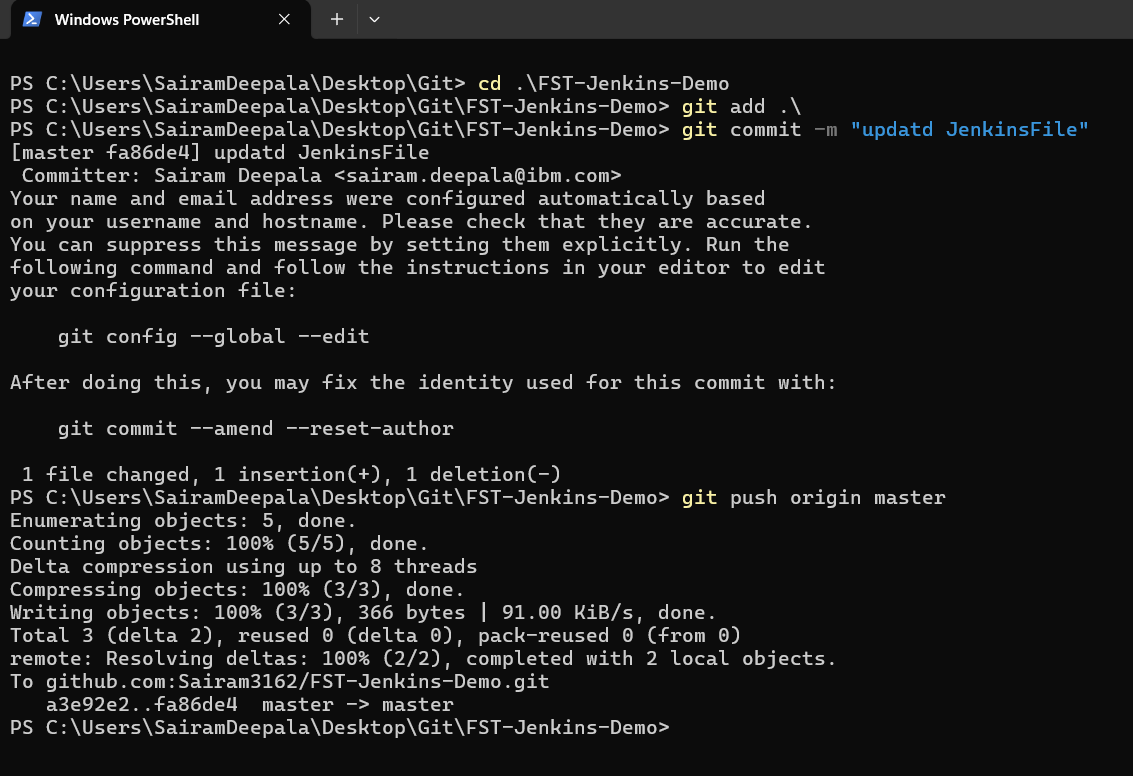 Windows PowerShell
PS C:\Users\SairamDeepala\Desktop\Git> cd .\FST-Jenkins-Demo
PS C:\Users\SairamDeepala\Desktop\Git\FST-Jenkins-Demo> git add .\
PS C:\Users\SairamDeepala\Desktop\Git\FST-Jenkins-Demo> git commit -m "updatd JenkinsFile"
[master fa86de4] updatd JenkinsFile
 Committer: Sairam Deepala <sairam.deepala@ibm.com>
Your name and email address were configured automatically based
on your username and hostname. Please check that they are accurate.
You can suppress this message by setting them explicitly. Run the
following command and follow the instructions in your editor to edit
your configuration file:
    git config --global --edit
After doing this, you may fix the identity used for this commit with:
    git commit --amend --reset-author
 1 file changed, 1 insertion(+), 1 deletion(-)
PS C:\Users\SairamDeepala\Desktop\Git\FST-Jenkins-Demo> git push origin master
Enumerating objects: 5, done.
Counting objects: 100% (5/5), done.
Delta compression using up to 8 threads
Compressing objects: 100% (3/3), done.
Writing objects: 100% (3/3), 366 bytes | 91.00 KiB/s, done.
Total 3 (delta 2), reused 0 (delta 0), pack-reused 0 (from 0)
remote: Resolving deltas: 100% (2/2), completed with 2 local objects.
To github.com:Sairam3162/FST-Jenkins-Demo.git
   a3e92e2..fa86de4  master -> master
PS C:\Users\SairamDeepala\Desktop\Git\FST-Jenkins-Demo>